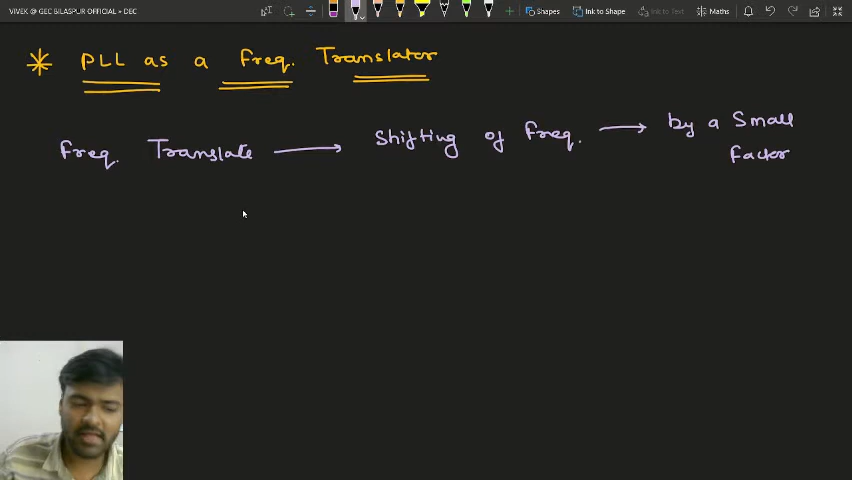 VIVEK @ GEC BILASPUR OFFICIAL » DEC
Shapes
Ink to Shape
Ink to Text
Maths
* PLL as a freq. Translator
freq. Translate → Shifting of freq. → by a Small
factor